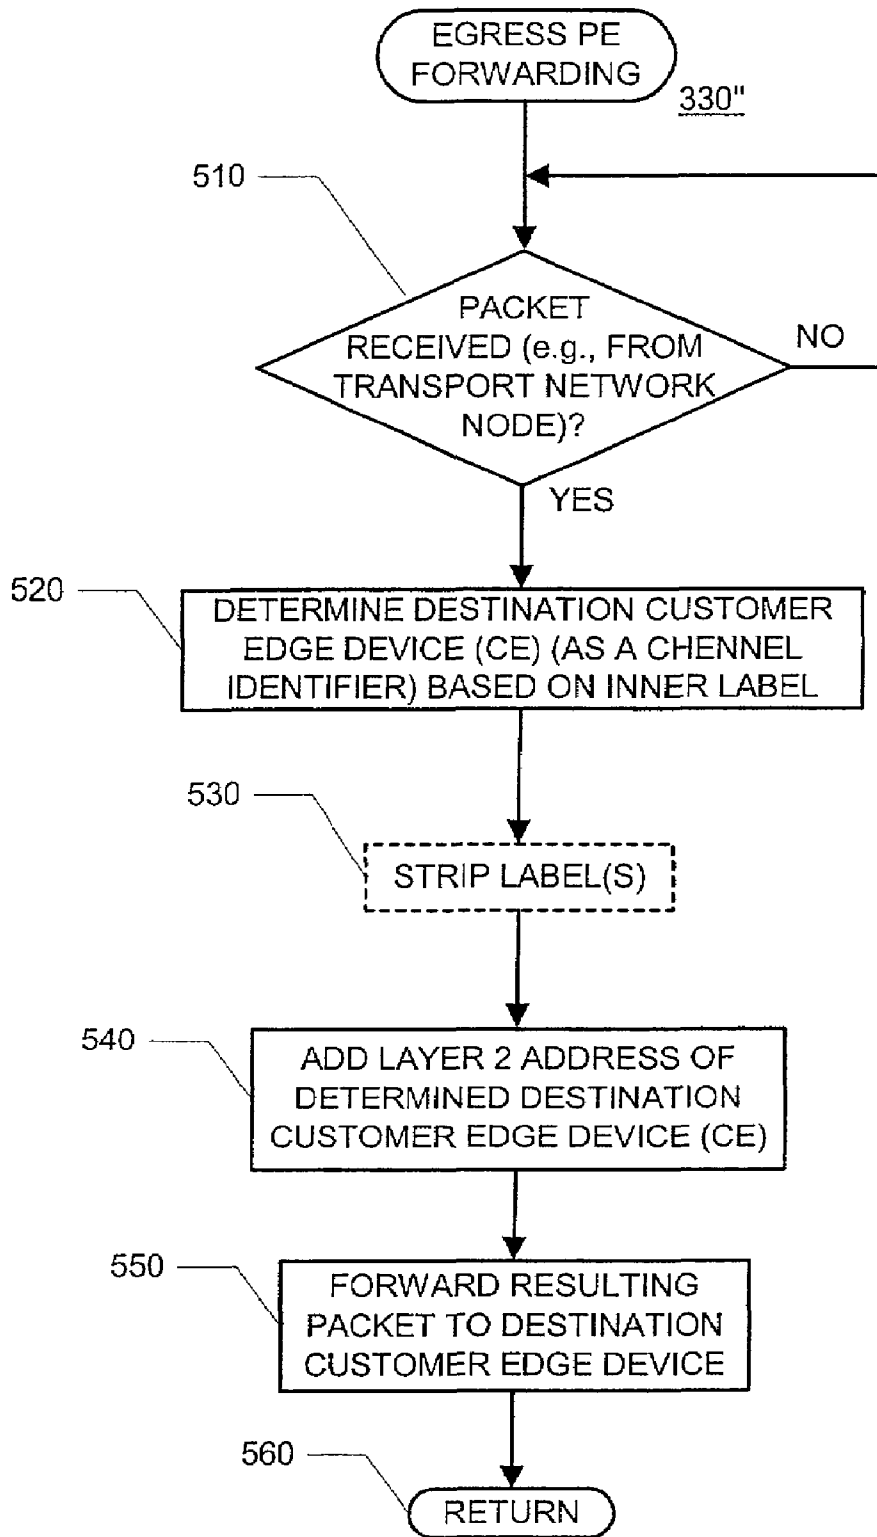 EGRESS PE
FORWARDING
330"
510
PACKET
RECEIVED (e.g., FROM
TRANSPORT NETWORK
NODE)?
NO
YES
520
DETERMINE DESTINATION CUSTOMER
EDGE DEVICE (CE) (AS A CHENNEL
IDENTIFIER) BASED ON INNER LABEL
530
STRIP LABEL(S)
540
ADD LAYER 2 ADDRESS OF
DETERMINED DESTINATION
CUSTOMER EDGE DEVICE (CE)
550
FORWARD RESULTING
PACKET TO DESTINATION
CUSTOMER EDGE DEVICE
560
RETURN